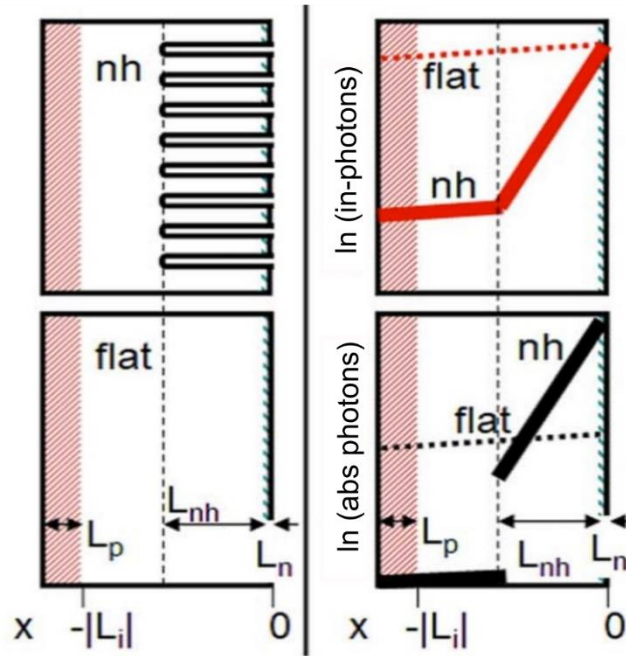 nh
flat
L_nh
L_p
L_n
x -|L_i| 0
ln (in-photons)
flat
nh
ln (abs photons)
nh
flat
L_p
L_nh
L_n
x -|L_i| 0